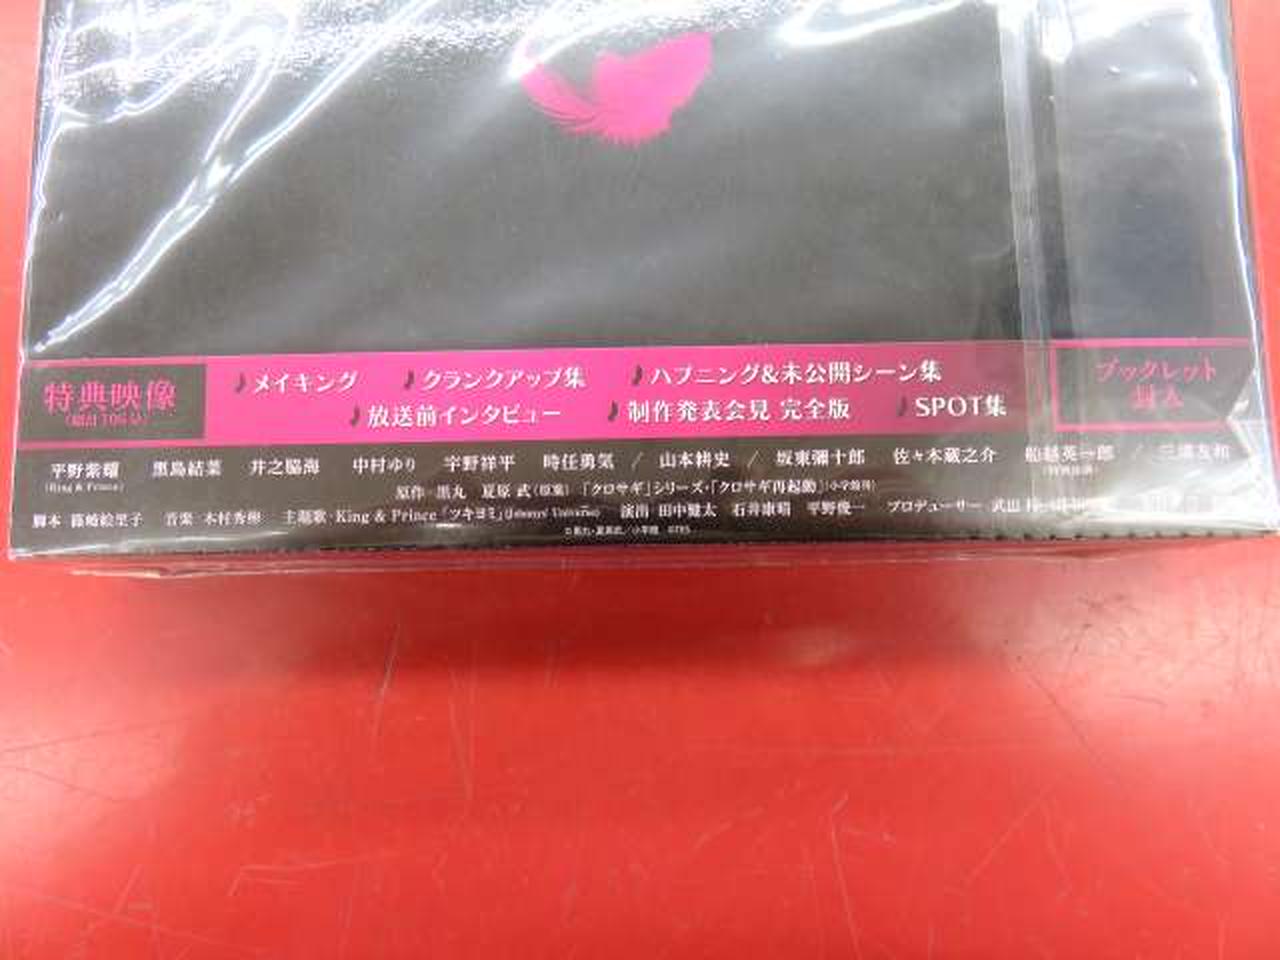 特典映像
メイキング クランクアップ集 ハプニング&未公開シーン集
放送前インタビュー 制作発表会見 完全版 SPOT集
ブックレット
封入
平野紫耀 黒島結菜 井之脇海 中村ゆり 宇野祥平 時任勇気 / 山本耕史 / 坂東彌十郎 佐々木蔵之介 船越英一郎 / 三浦友和
(King & Prince)
原作 黒丸 夏原 武(原案) 「クロサギ」シリーズ・「クロサギ再起動」(小学館刊)
脚本 篠﨑絵里子 音楽 木村秀彬 主題歌 King & Prince「ツキヨミ」(Johnnys' Universe) 演出 田中健太 石井康晴 平野俊一 プロデューサー 武田